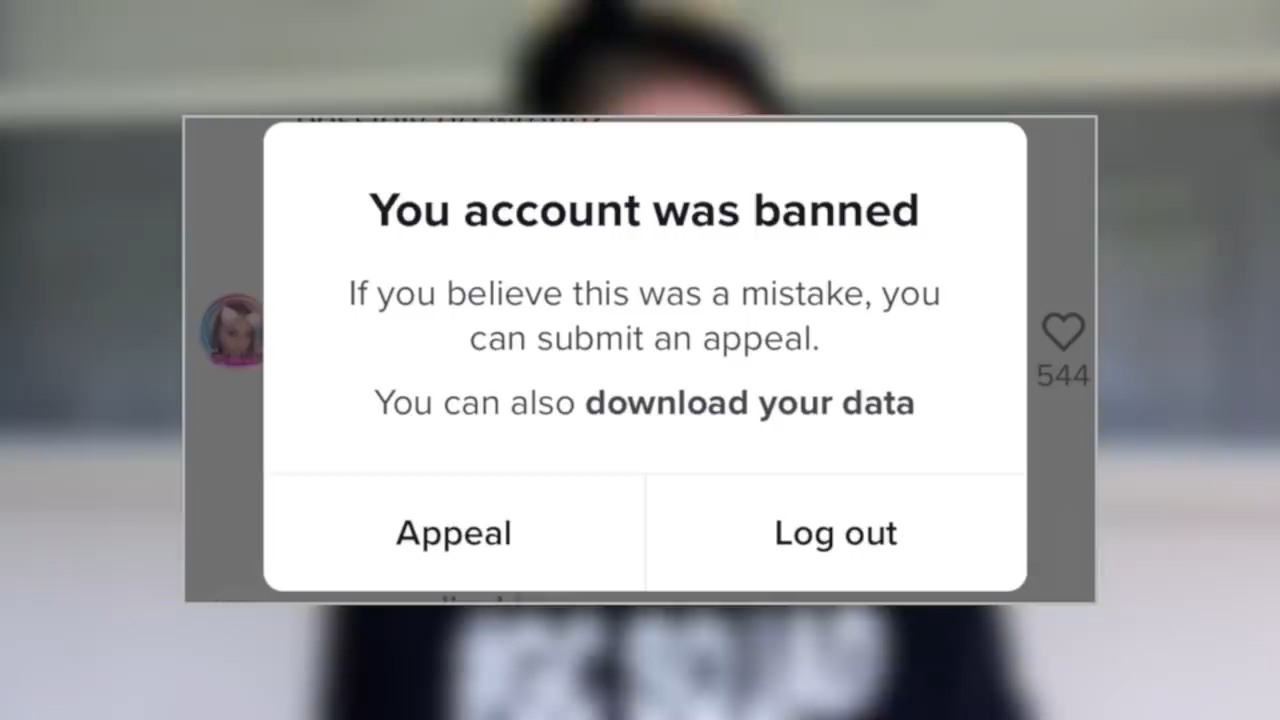 You account was banned
If you believe this was a mistake, you
can submit an appeal.
You can also download your data
544
Appeal
Log out